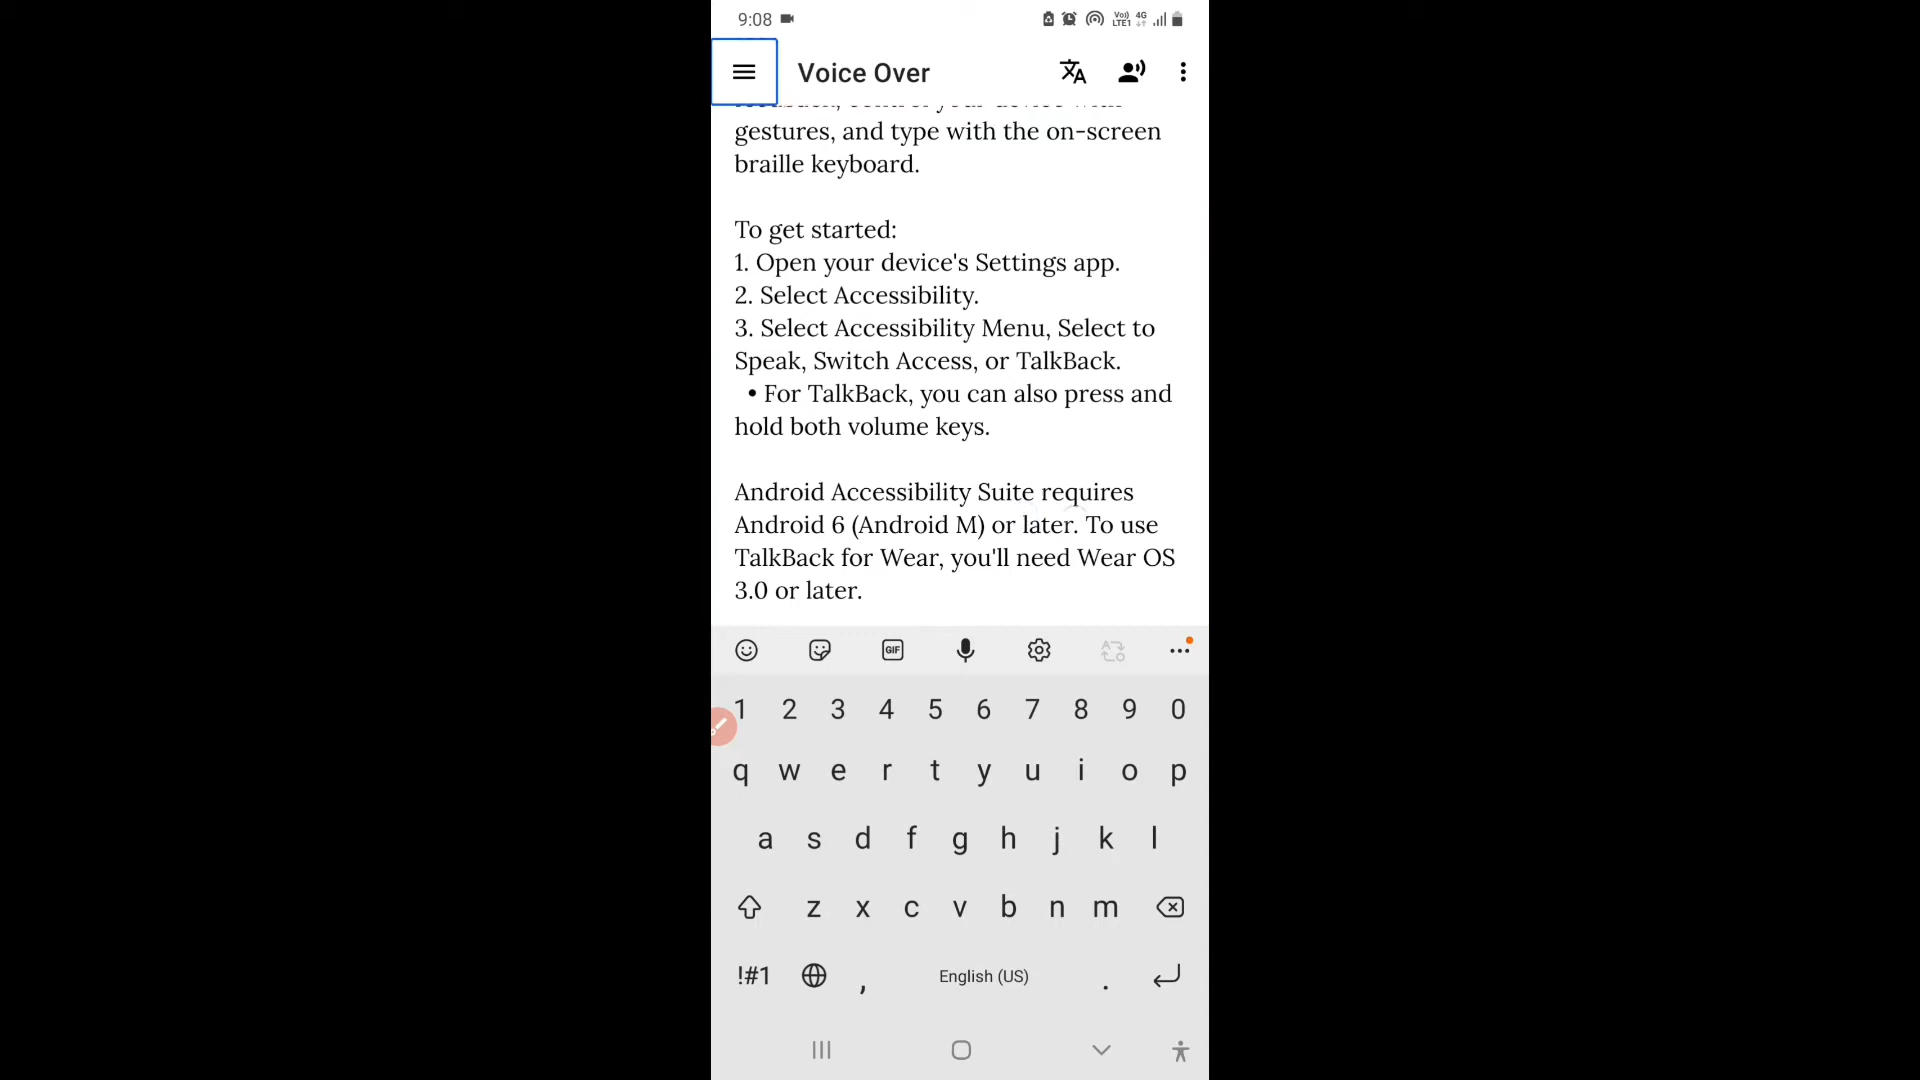 9:08
Vo)) LTE1 4G
Voice Over
gestures, and type with the on-screen
braille keyboard.
To get started:
1. Open your device's Settings app.
2. Select Accessibility.
3. Select Accessibility Menu, Select to
Speak, Switch Access, or TalkBack.
• For TalkBack, you can also press and
hold both volume keys.
Android Accessibility Suite requires
Android 6 (Android M) or later. To use
TalkBack for Wear, you'll need Wear OS
3.0 or later.
GIF
1 2 3 4 5 6 7 8 9 0
q w e r t y u i o p
a s d f g h j k l
z x c v b n m
!#1 , English (US) .